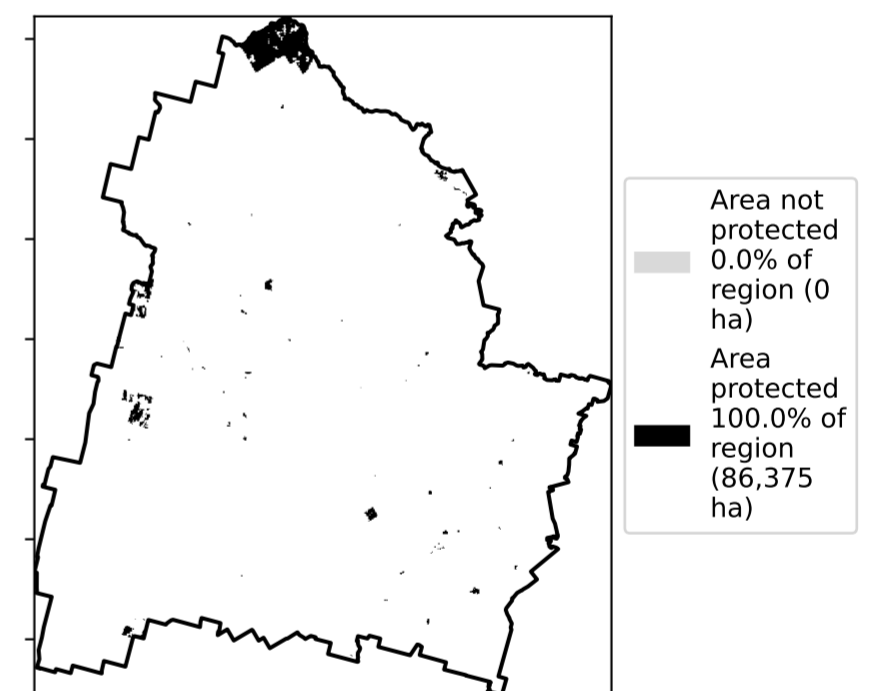 Area not
protected
0.0% of
region (0
ha)
Area
protected
100.0% of
region
(86,375
ha)